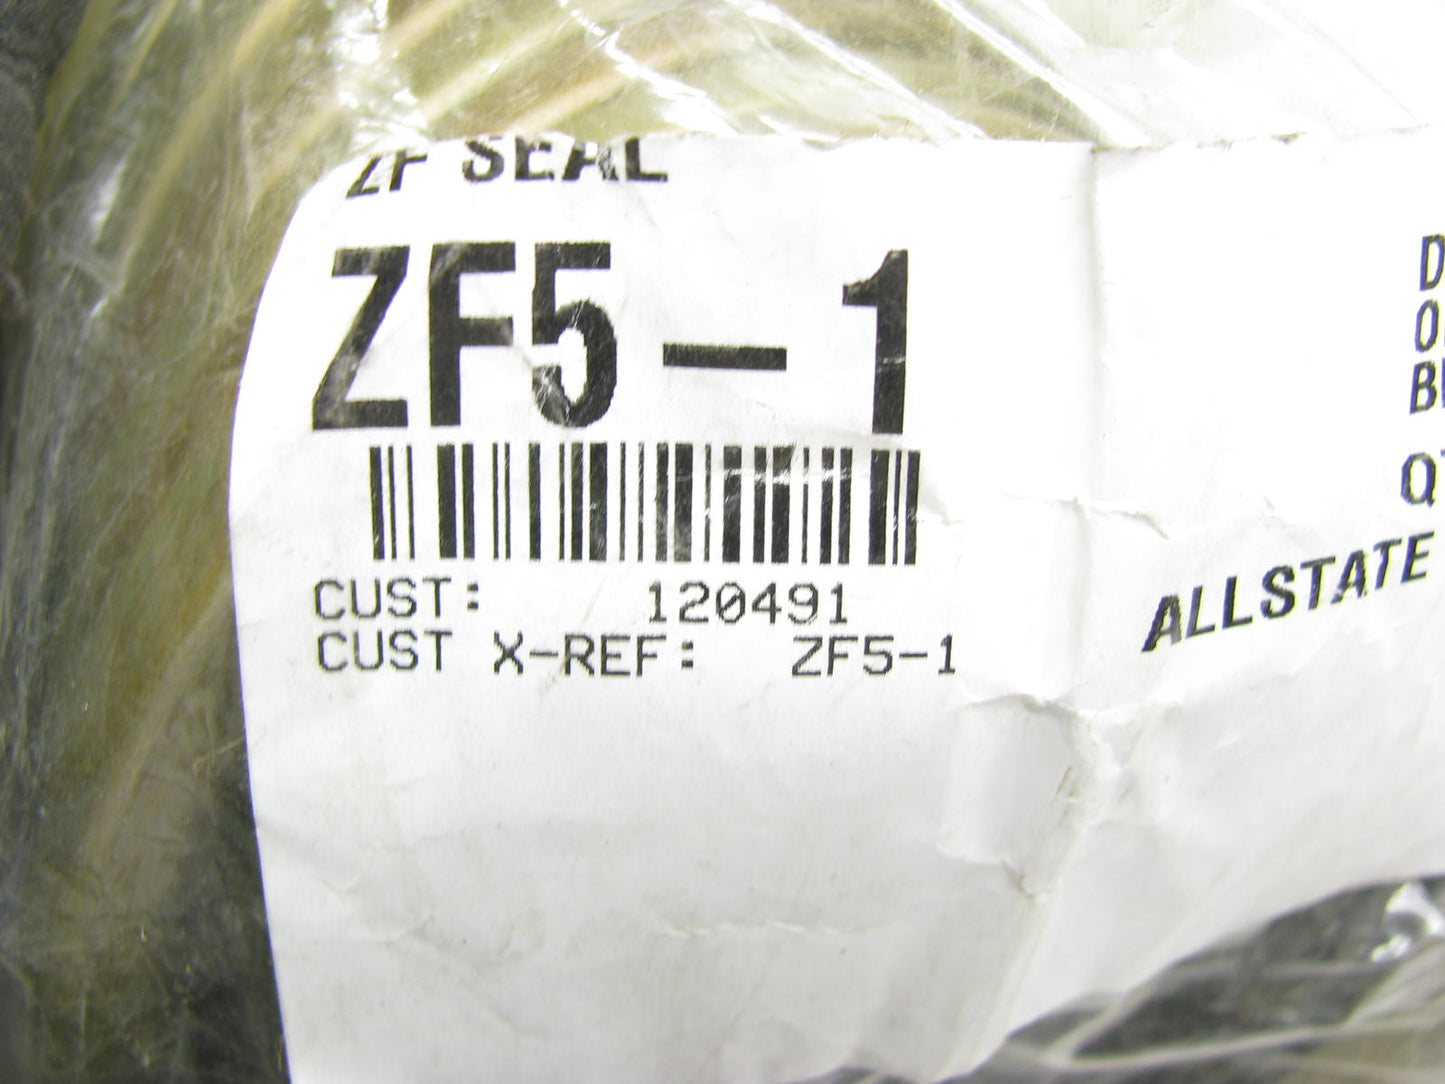 ZF SEAL
ZF5-1
CUST: 120491
CUST X-REF: ZF5-1
ALLSTATE